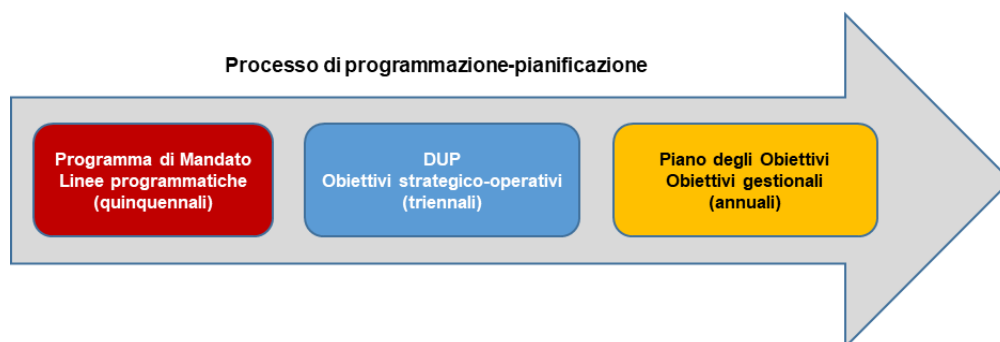 Processo di programmazione-pianificazione
Programma di Mandato
Linee programmatiche
(quinquennali)
DUP
Obiettivi strategico-operativi
(triennali)
Piano degli Obiettivi
Obiettivi gestionali
(annuali)